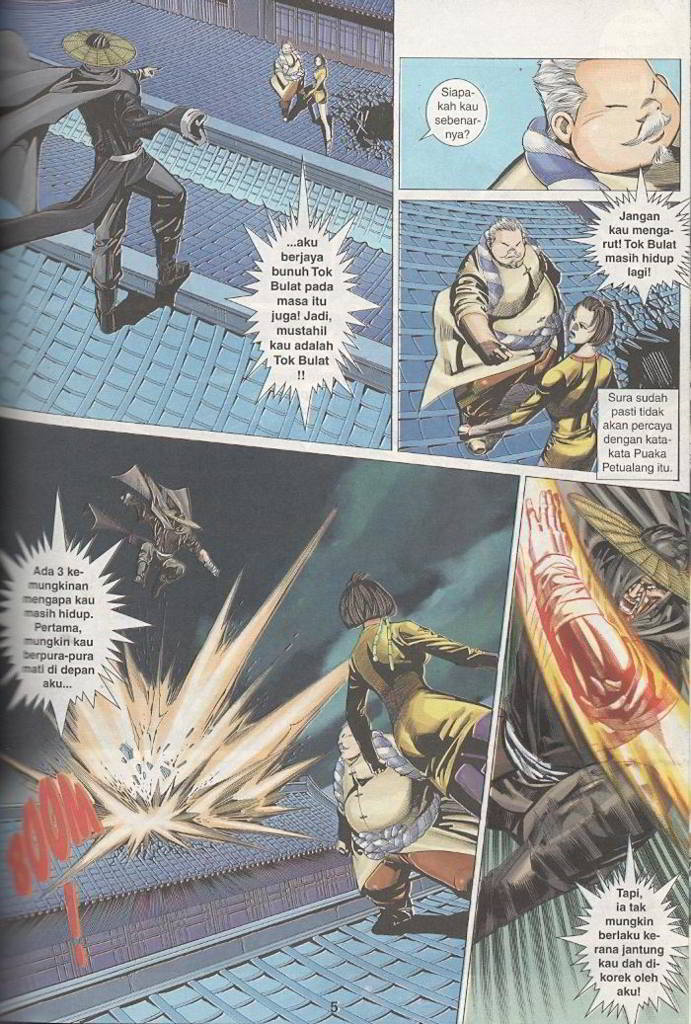 ...aku
berjaya
bunuh Tok
Bulat pada
masa itu
juga! Jadi,
mustahil
kau adalah
Tok Bulat
!!
Siapa-
kah kau
sebenar-
nya?
Jangan
kau menga-
rut! Tok Bulat
masih hidup
lagi!
Sura sudah
pasti tidak
akan percaya
dengan kata-
kata Puaka
Petualang itu.
Ada 3 ke-
mungkinan
mengapa kau
masih hidup.
Pertama,
mungkin kau
berpura-pura
mati di depan
aku...
BOOM!
Tapi,
ia tak
mungkin
berlaku ke-
rana jantung
kau dah di-
korek oleh
aku!
5